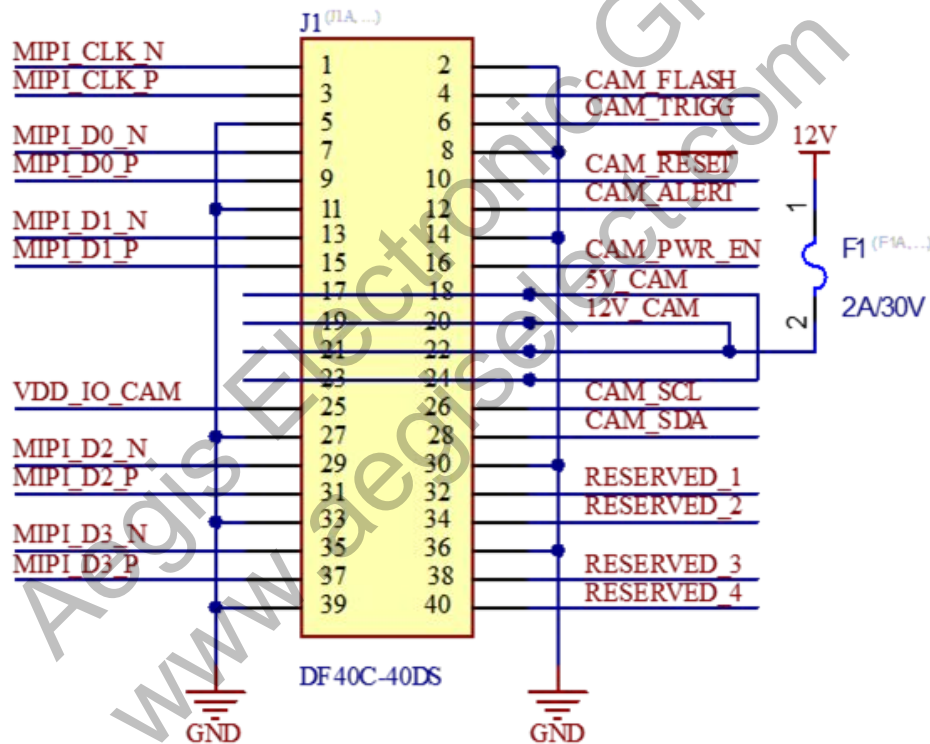 J1 (J1A, ...)
MIPI_CLK_N 1 2
MIPI_CLK_P 3 4 CAM_FLASH
5 6 CAM_TRIGG
MIPI_D0_N 7 8
MIPI_D0_P 9 10 CAM_RESET
11 12 CAM_ALERT
MIPI_D1_N 13 14
MIPI_D1_P 15 16 CAM_PWR_EN
17 18 5V_CAM
19 20 12V_CAM
21 22
23 24
VDD_IO_CAM 25 26 CAM_SCL
27 28 CAM_SDA
MIPI_D2_N 29 30
MIPI_D2_P 31 32 RESERVED_1
33 34 RESERVED_2
MIPI_D3_N 35 36
MIPI_D3_P 37 38 RESERVED_3
39 40 RESERVED_4
DF40C-40DS
GND
GND
12V
1
F1 (F1A, ...)
2A/30V
2
Aegis Electronic
www.aegiselect.com